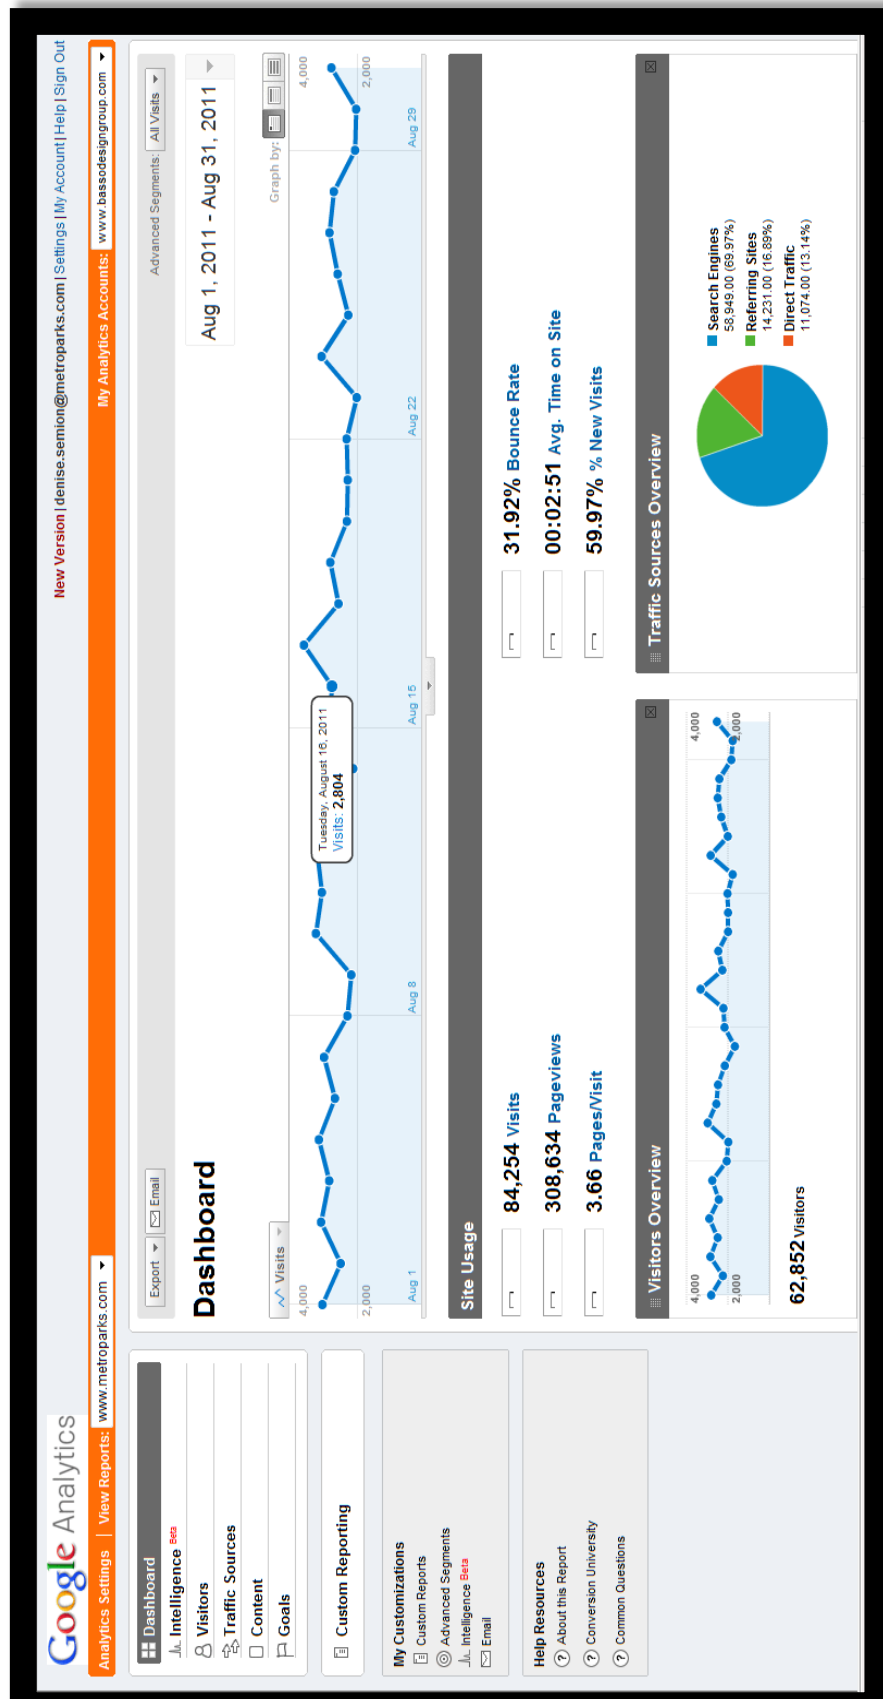 Google Analytics
New Version | denise.semion@metroparks.com | Settings | My Account | Help | Sign Out
Analytics Settings | View Reports: www.metroparks.com
My Analytics Accounts: www.bassodesigngroup.com
Dashboard
Intelligence Beta
Visitors
Traffic Sources
Content
Goals
Custom Reporting
My Customizations
Custom Reports
Advanced Segments
Intelligence Beta
Email
Help Resources
About this Report
Conversion University
Common Questions
Export Email
Advanced Segments: All Visits
Dashboard
Aug 1, 2011 - Aug 31, 2011
Visits
Graph by:
4,000 4,000
2,000 2,000
Tuesday, August 16, 2011
Visits: 2,804
Aug 1 Aug 8 Aug 15 Aug 22 Aug 29
Site Usage
84,254 Visits
308,634 Pageviews
3.66 Pages/Visit
31.92% Bounce Rate
00:02:51 Avg. Time on Site
59.97% % New Visits
Visitors Overview
4,000 4,000
2,000 2,000
62,852 Visitors
Traffic Sources Overview
Search Engines
58,949.00 (69.97%)
Referring Sites
14,231.00 (16.89%)
Direct Traffic
11,074.00 (13.14%)